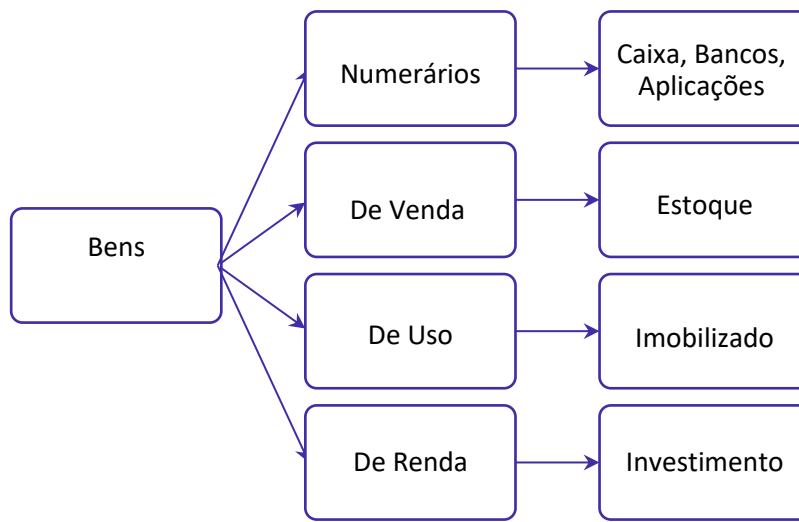 Bens
Numerários
Caixa, Bancos,
Aplicações
De Venda
Estoque
De Uso
Imobilizado
De Renda
Investimento